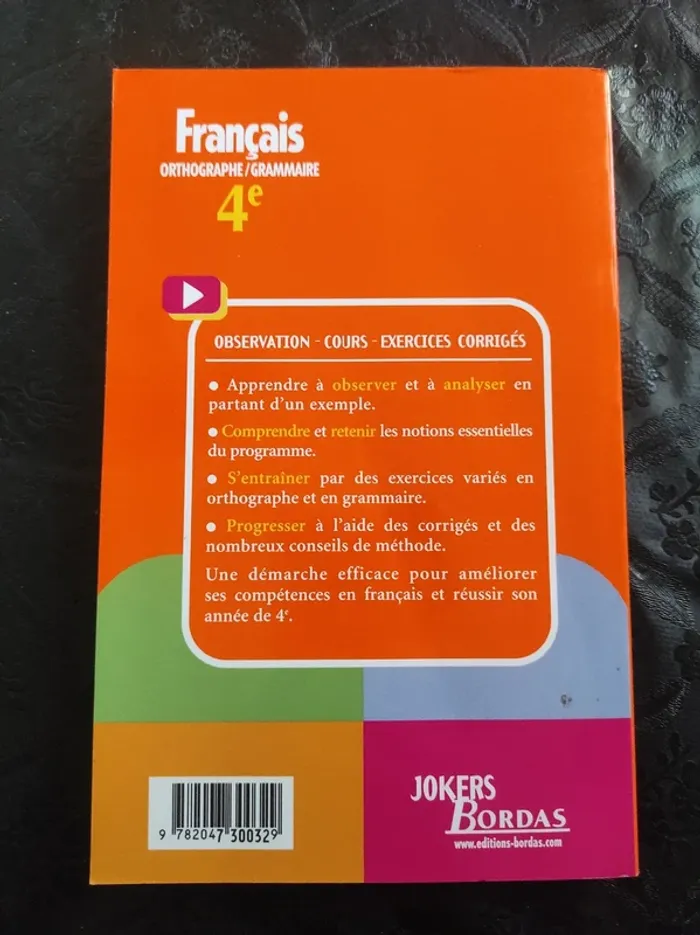 Français
ORTHOGRAPHE/GRAMMAIRE
4e
OBSERVATION - COURS - EXERCICES CORRIGÉS
• Apprendre à observer et à analyser en
partant d'un exemple.
• Comprendre et retenir les notions essentielles
du programme.
• S'entraîner par des exercices variés en
orthographe et en grammaire.
• Progresser à l'aide des corrigés et des
nombreux conseils de méthode.
Une démarche efficace pour améliorer
ses compétences en français et réussir son
année de 4e.
9 782047 300329
JOKERS
BORDAS
www.editions-bordas.com